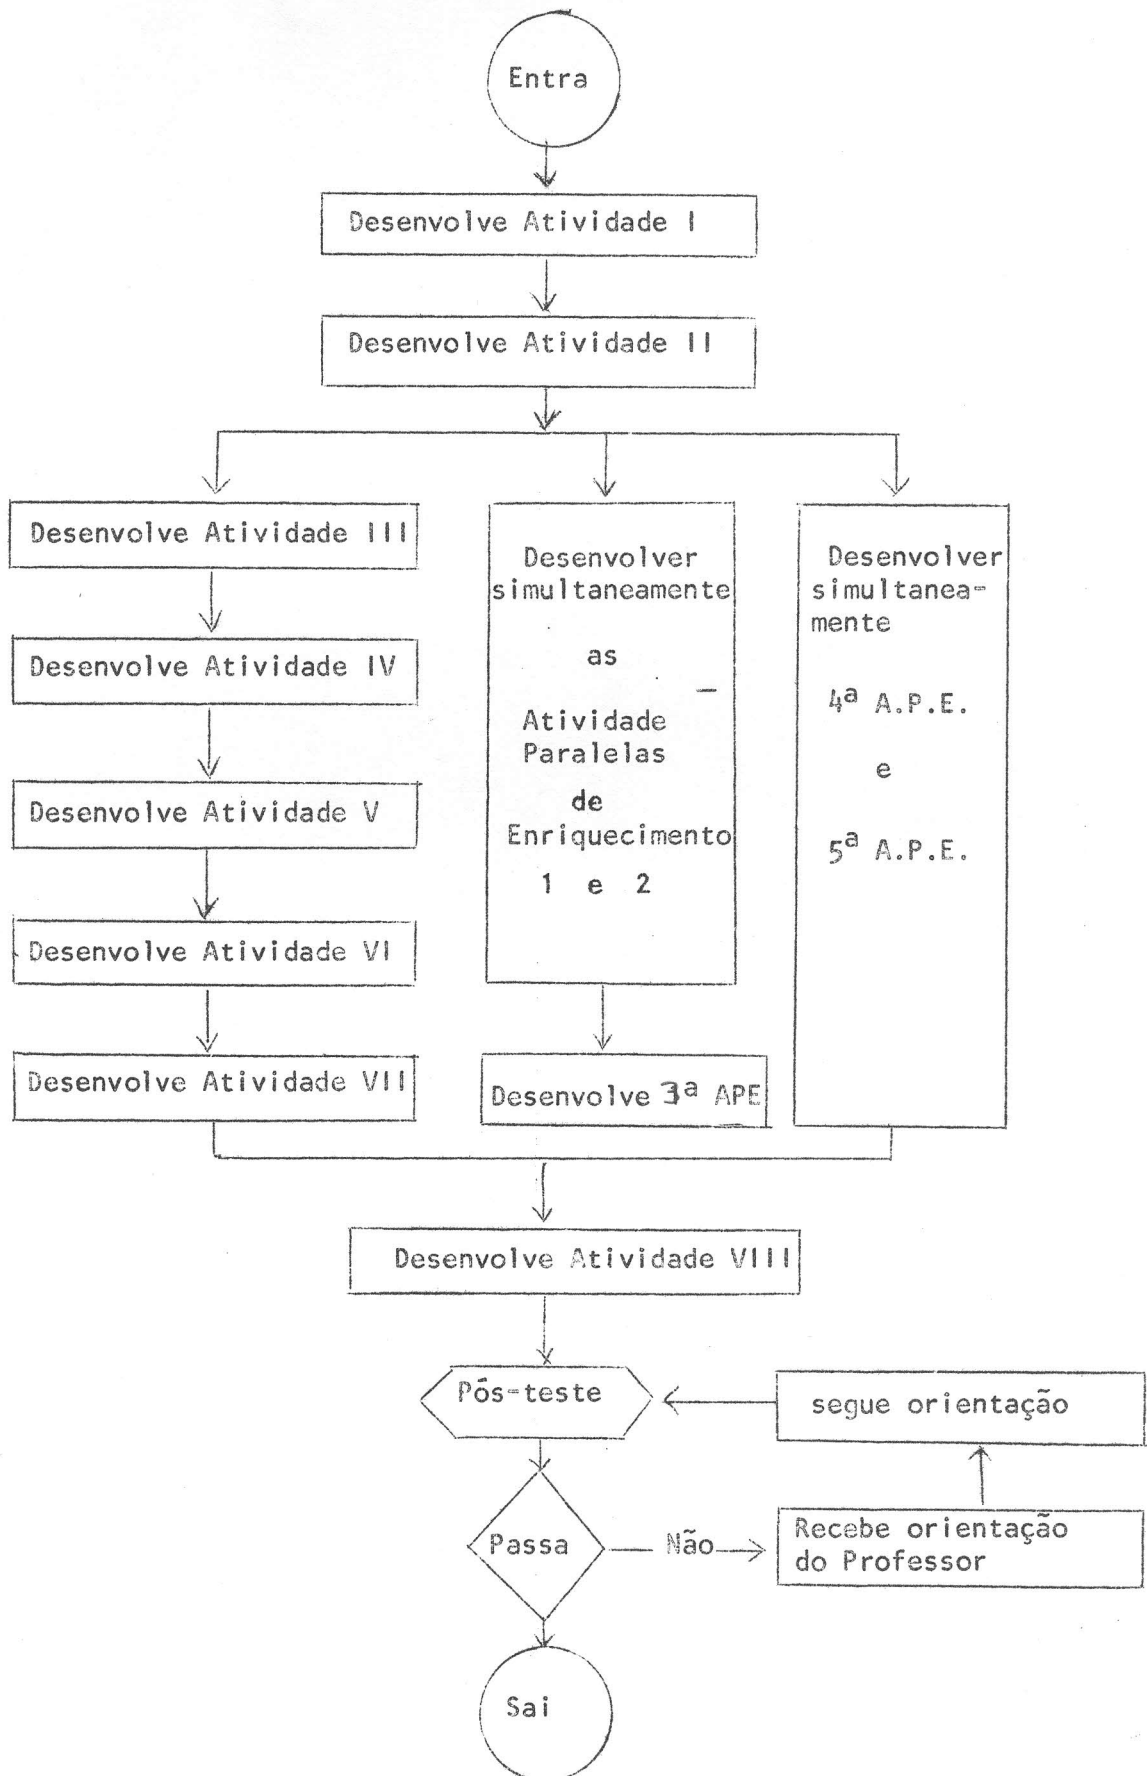 Entra
Desenvolve Atividade I
Desenvolve Atividade II
Desenvolve Atividade III
Desenvolve Atividade IV
Desenvolve Atividade V
Desenvolve Atividade VI
Desenvolve Atividade VII
Desenvolver
simultaneamente
as
Atividade
Paralelas
de
Enriquecimento
1 e 2
Desenvolve 3ª APE
Desenvolver
simultanea-
mente
4ª A.P.E.
e
5ª A.P.E.
Desenvolve Atividade VIII
Pós-teste
segue orientação
Passa
Não
Recebe orientação
do Professor
Sai